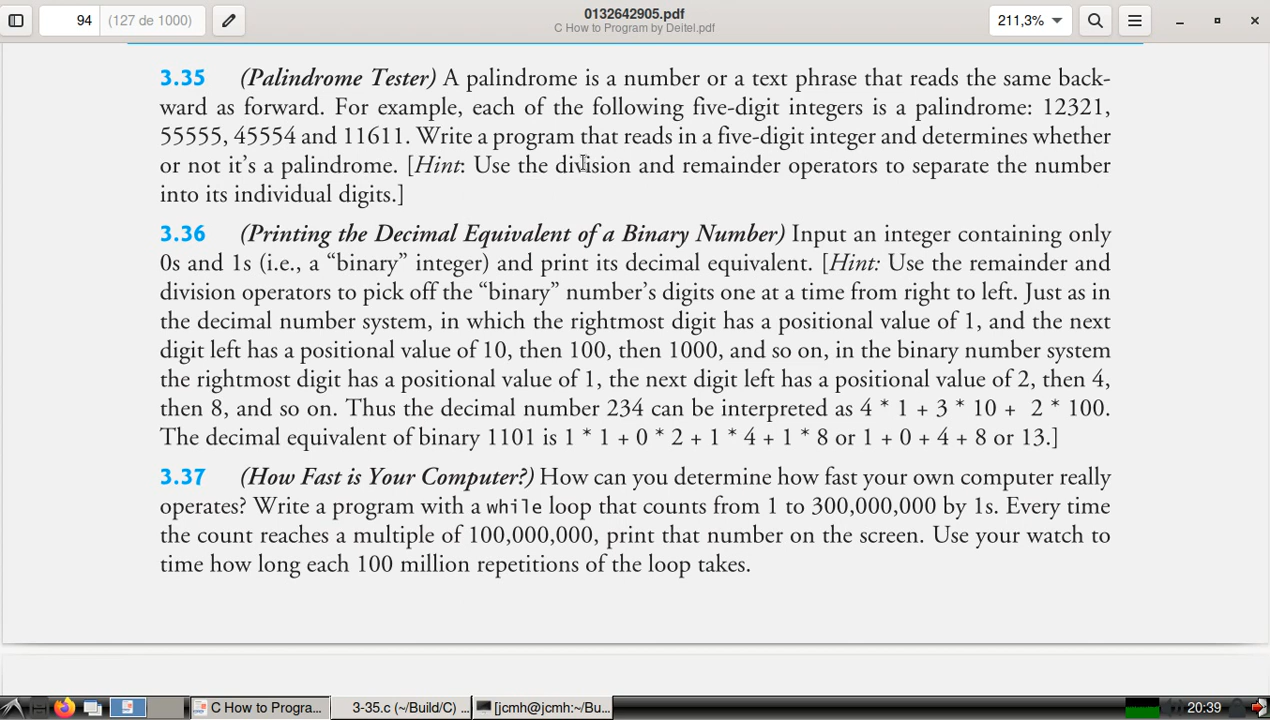 94
(127 de 1000)
0132642905.pdf
C How to Program by Deitel.pdf
211,3%
3.35 (Palindrome Tester) A palindrome is a number or a text phrase that reads the same back-
ward as forward. For example, each of the following five-digit integers is a palindrome: 12321,
55555, 45554 and 11611. Write a program that reads in a five-digit integer and determines whether
or not it's a palindrome. [Hint: Use the division and remainder operators to separate the number
into its individual digits.]
3.36 (Printing the Decimal Equivalent of a Binary Number) Input an integer containing only
0s and 1s (i.e., a “binary” integer) and print its decimal equivalent. [Hint: Use the remainder and
division operators to pick off the “binary” number's digits one at a time from right to left. Just as in
the decimal number system, in which the rightmost digit has a positional value of 1, and the next
digit left has a positional value of 10, then 100, then 1000, and so on, in the binary number system
the rightmost digit has a positional value of 1, the next digit left has a positional value of 2, then 4,
then 8, and so on. Thus the decimal number 234 can be interpreted as 4 * 1 + 3 * 10 + 2 * 100.
The decimal equivalent of binary 1101 is 1 * 1 + 0 * 2 + 1 * 4 + 1 * 8 or 1 + 0 + 4 + 8 or 13.]
3.37 (How Fast is Your Computer?) How can you determine how fast your own computer really
operates? Write a program with a while loop that counts from 1 to 300,000,000 by 1s. Every time
the count reaches a multiple of 100,000,000, print that number on the screen. Use your watch to
time how long each 100 million repetitions of the loop takes.
C How to Progra...
3-35.c (~/Build/C) ...
[jcmh@jcmh:~/Bu...
20:39